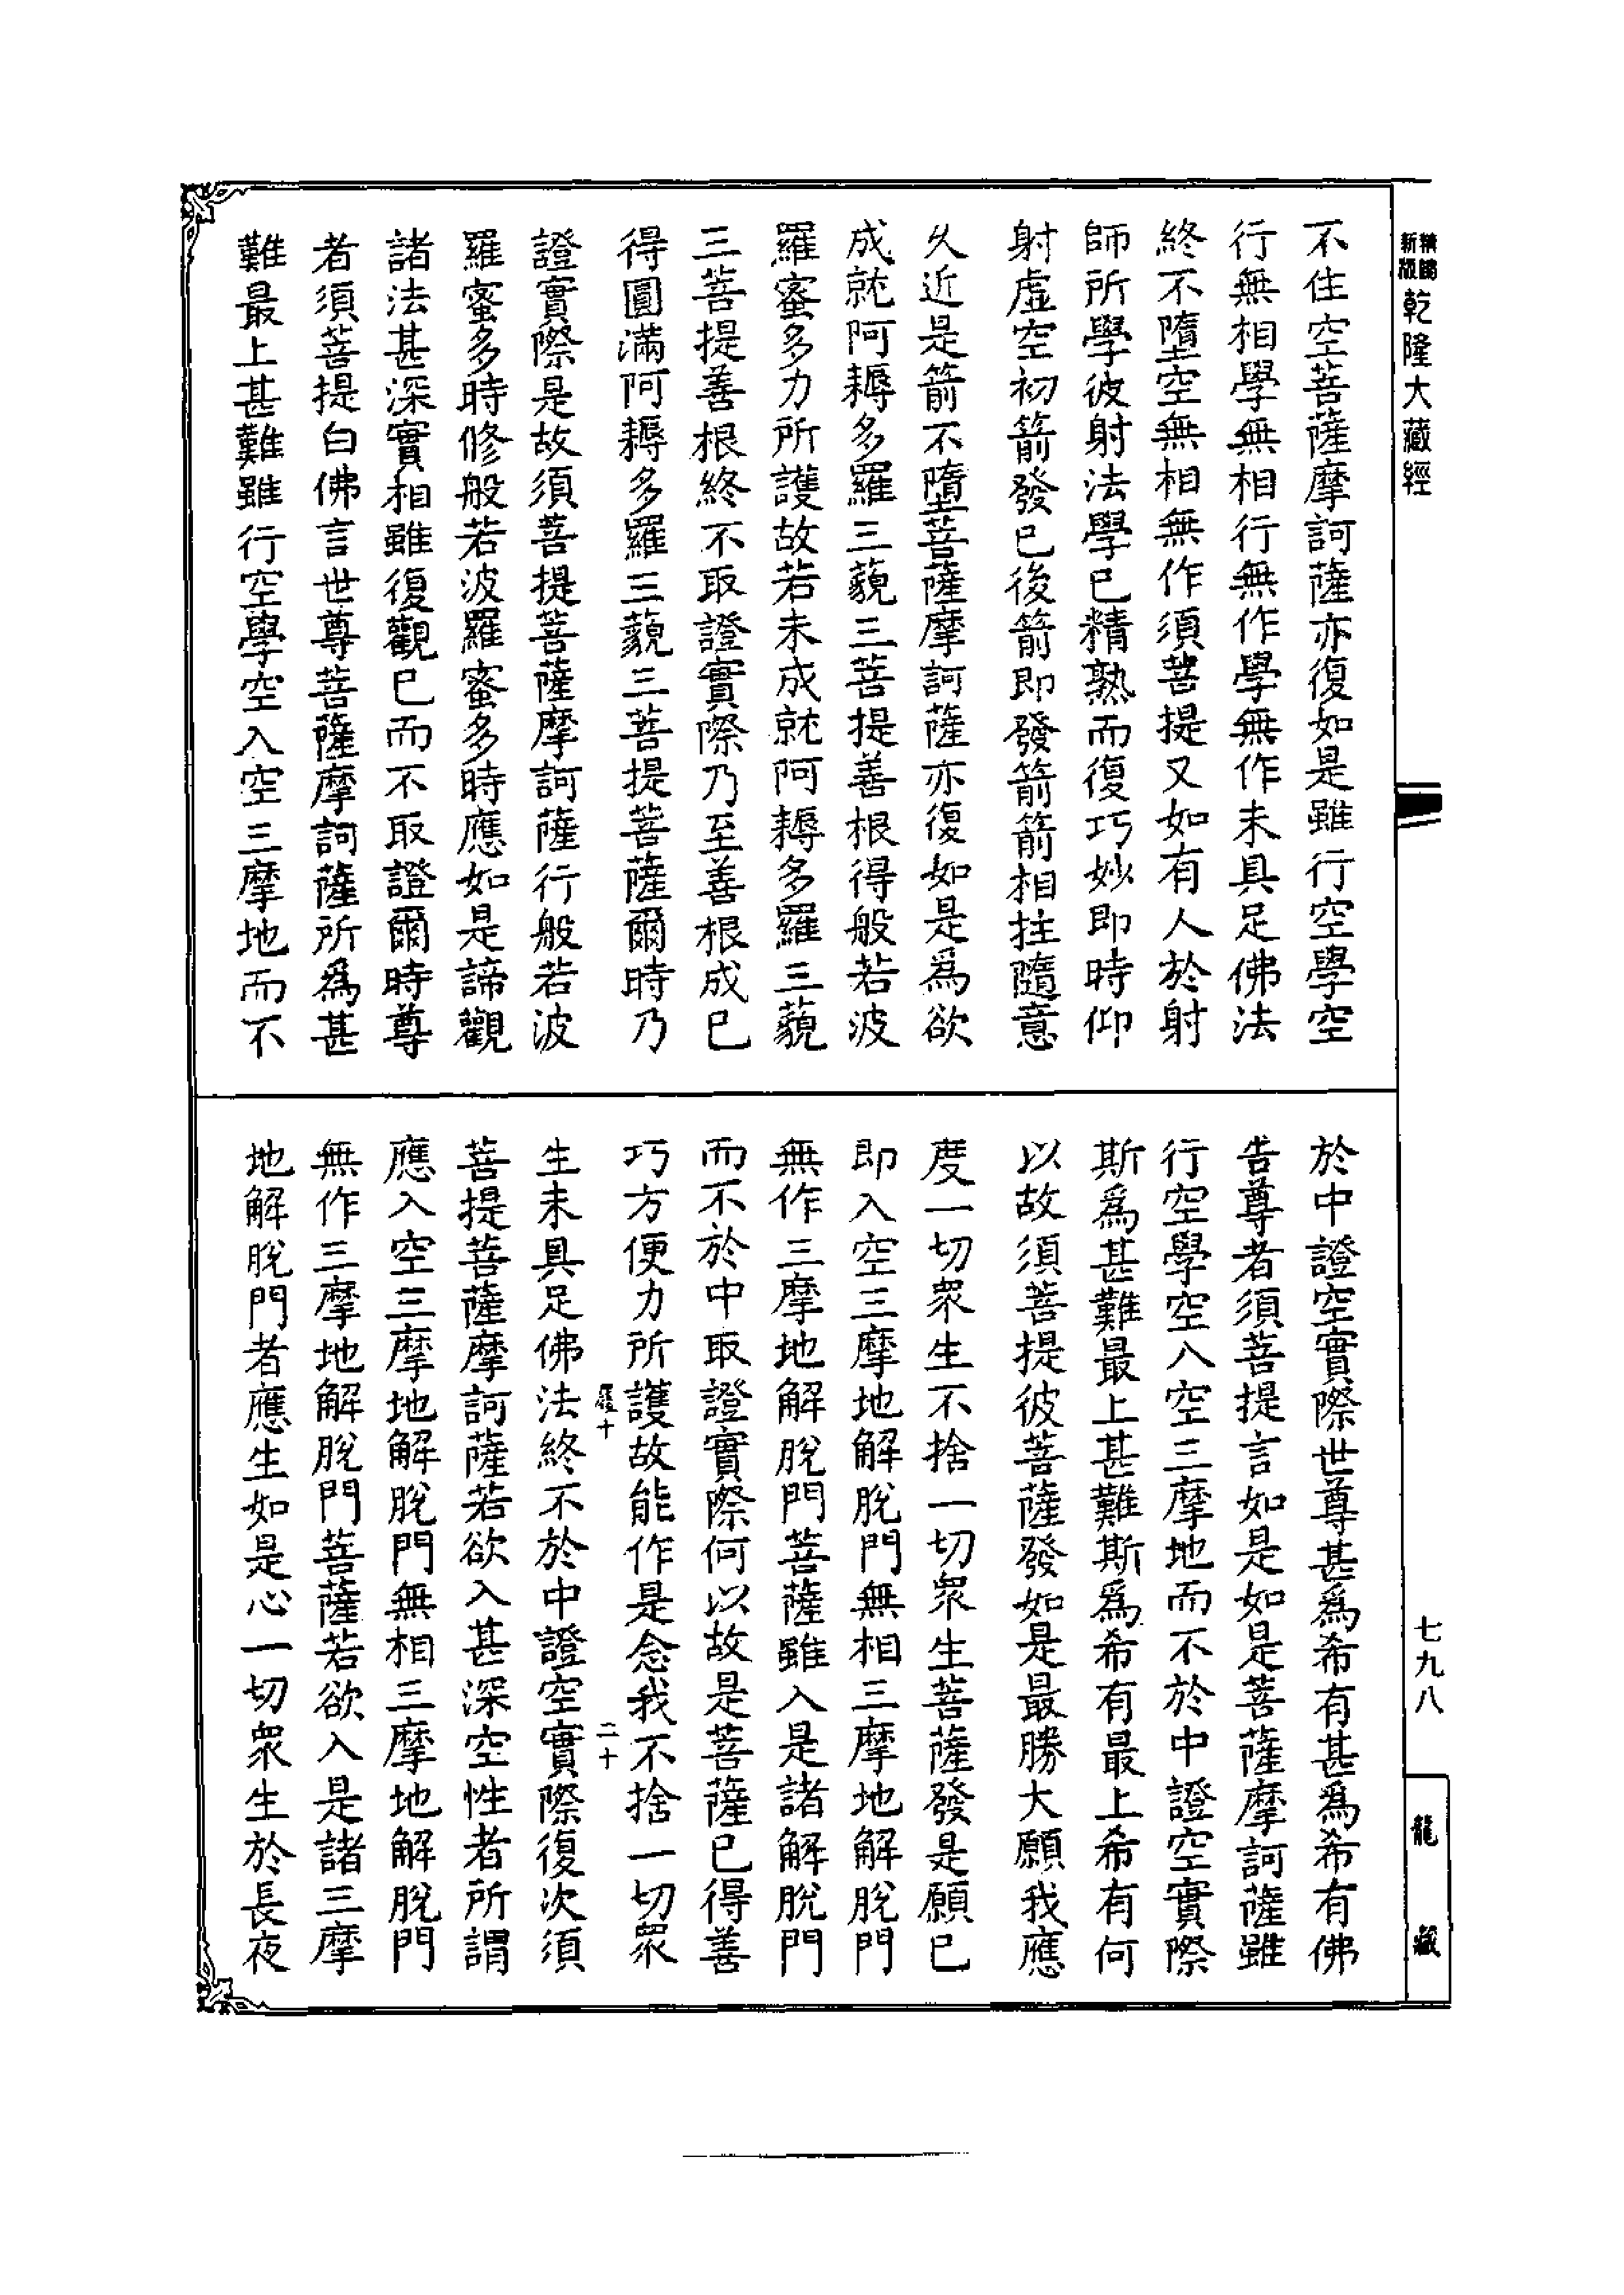 新編
縮版
乾隆大藏經
不住空菩薩摩訶薩亦復如是雖行空學空
行無相學無相行無作學無作未具足佛法
終不墮空無相無作須菩提又如有人於射
師所學彼射法學已精熟而復巧妙即時仰
射虛空初箭發已後箭即發箭箭相拄隨意
久近是箭不墮菩薩摩訶薩亦復如是為欲
成就阿耨多羅三藐三菩提善根得般若波
羅蜜多力所護故若未成就阿耨多羅三藐
三菩提善根終不取證實際乃至善根成已
得圓滿阿耨多羅三藐三菩提菩薩爾時乃
證實際是故須菩提菩薩摩訶薩行般若波
羅蜜多時修般若波羅蜜多時應如是諦觀
諸法甚深實相雖復觀已而不取證爾時尊
者須菩提白佛言世尊菩薩摩訶薩所為甚
難最上甚難雖行空學空入空三摩地而不
於中證空實際世尊甚為希有甚為希有佛
告尊者須菩提言如是如是菩薩摩訶薩雖
行空學空入空三摩地而不於中證空實際
斯為甚難最上甚難斯為希有最上希有何
以故須菩提彼菩薩發如是最勝大願我應
度一切眾生不捨一切眾生菩薩發是願已
即入空三摩地解脫門無相三摩地解脫門
無作三摩地解脫門菩薩雖入是諸解脫門
而不於中取證實際何以故是菩薩已得善
巧方便力所護故能作是念我不捨一切眾
履十 二十
生未具足佛法終不於中證空實際復次須
菩提菩薩摩訶薩若欲入甚深空性者所謂
應入空三摩地解脫門無相三摩地解脫門
無作三摩地解脫門菩薩若欲入是諸三摩
地解脫門者應生如是心一切眾生於長夜
七九八
龍藏